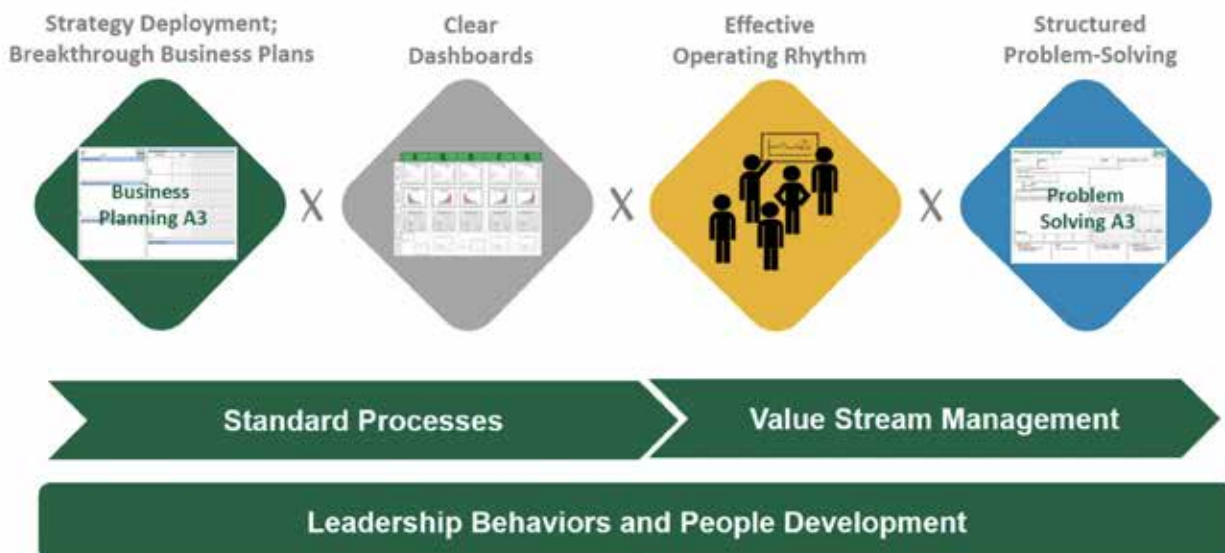 Strategy Deployment;
Breakthrough Business Plans
Clear
Dashboards
Effective
Operating Rhythm
Structured
Problem-Solving
Business
Planning A3
X
X
X
Problem
Solving A3
Standard Processes
Value Stream Management
Leadership Behaviors and People Development